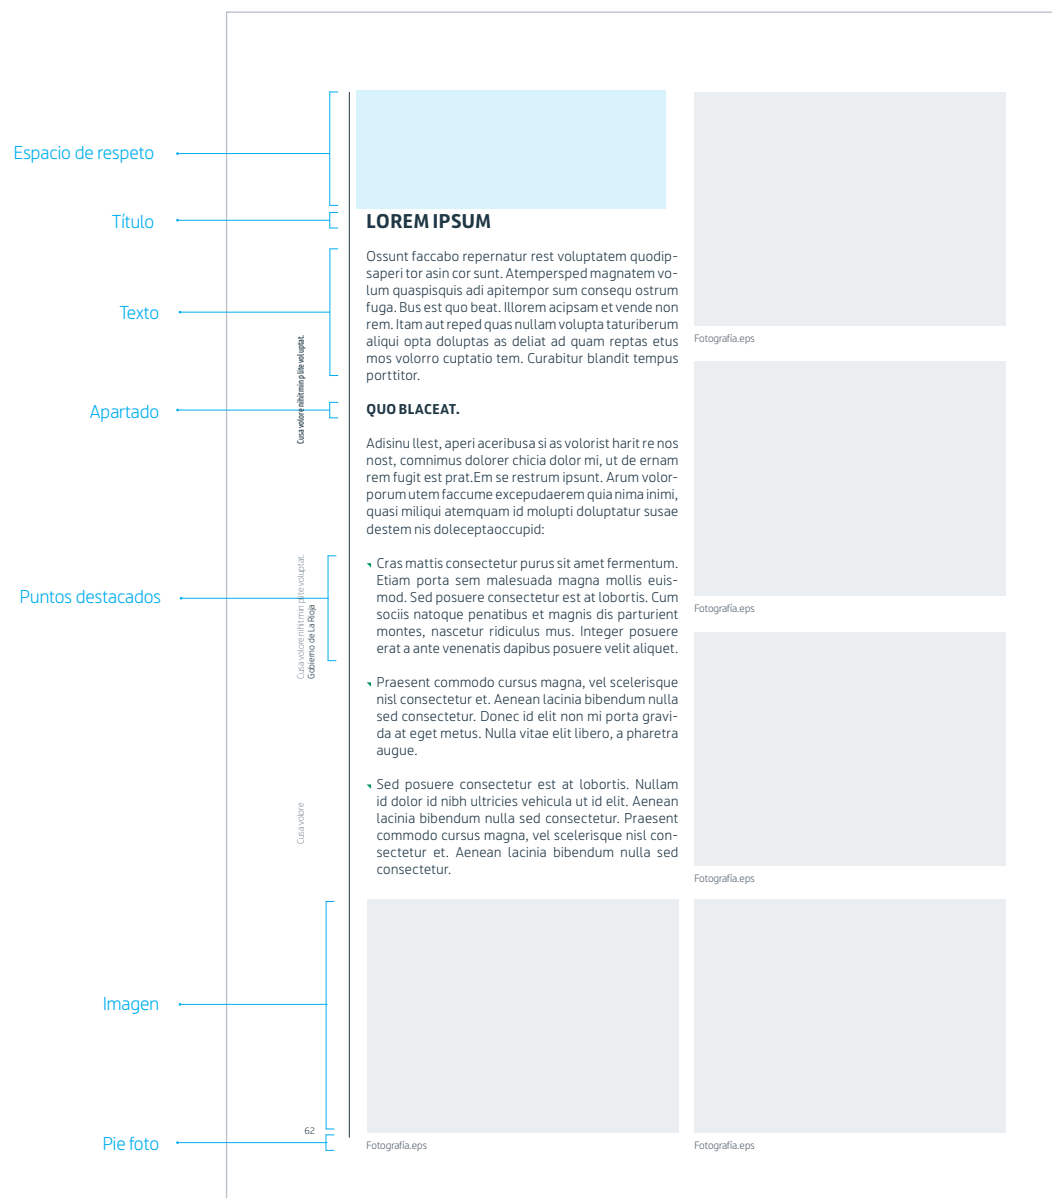 Espacio de respeto
Título
Texto
Apartado
Puntos destacados
Imagen
Pie foto
Cusa volore nihitmin plite voluptat.
Cusa volore nihitmin plite voluptat.
Gobierno de La Rioja
Cusa volore
62
LOREM IPSUM
Ossunt faccabo repernatur rest voluptatem quodip-
saperi tor asin cor sunt. Atempersped magnatem vo-
lum quaspisquis adi apitempor sum consequ ostrum
fuga. Bus est quo beat. Illorem acipsam et vende non
rem. Itam aut reped quas nullam volupta taturiberum
aliqui opta doluptas as deliat ad quam reptas etus
mos volorro cuptatio tem. Curabitur blandit tempus
porttitor.
QUO BLACEAT.
Adisinu llest, aperi aceribusa si as volorist harit re nos
nost, comnimus dolorer chicia dolor mi, ut de ernam
rem fugit est prat.Em se restrum ipsunt. Arum volor-
porum utem faccume excepudaerem quia nima inimi,
quasi miliqui atemquam id molupti doluptatur susae
destem nis doleceptaoccupid:
Cras mattis consectetur purus sit amet fermentum.
Etiam porta sem malesuada magna mollis euis-
mod. Sed posuere consectetur est at lobortis. Cum
sociis natoque penatibus et magnis dis parturient
montes, nascetur ridiculus mus. Integer posuere
erat a ante venenatis dapibus posuere velit aliquet.
Praesent commodo cursus magna, vel scelerisque
nisl consectetur et. Aenean lacinia bibendum nulla
sed consectetur. Donec id elit non mi porta gravi-
da at eget metus. Nulla vitae elit libero, a pharetra
augue.
Sed posuere consectetur est at lobortis. Nullam
id dolor id nibh ultricies vehicula ut id elit. Aenean
lacinia bibendum nulla sed consectetur. Praesent
commodo cursus magna, vel scelerisque nisl con-
sectetur et. Aenean lacinia bibendum nulla sed
consectetur.
Fotografía.eps
Fotografía.eps
Fotografía.eps
Fotografía.eps
Fotografía.eps